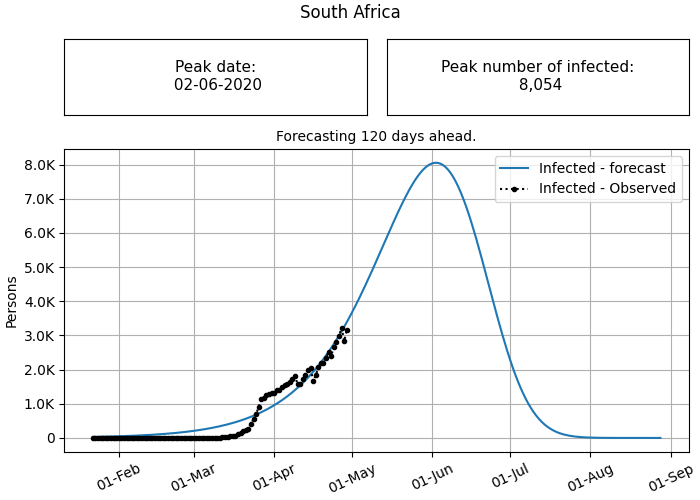 South Africa
Peak date:
02-06-2020
Peak number of infected:
8,054
Forecasting 120 days ahead.
Infected - forecast
Infected - Observed
8.0K
7.0K
6.0K
5.0K
4.0K
3.0K
2.0K
1.0K
0
Persons
01-Feb
01-Mar
01-Apr
01-May
01-Jun
01-Jul
01-Aug
01-Sep